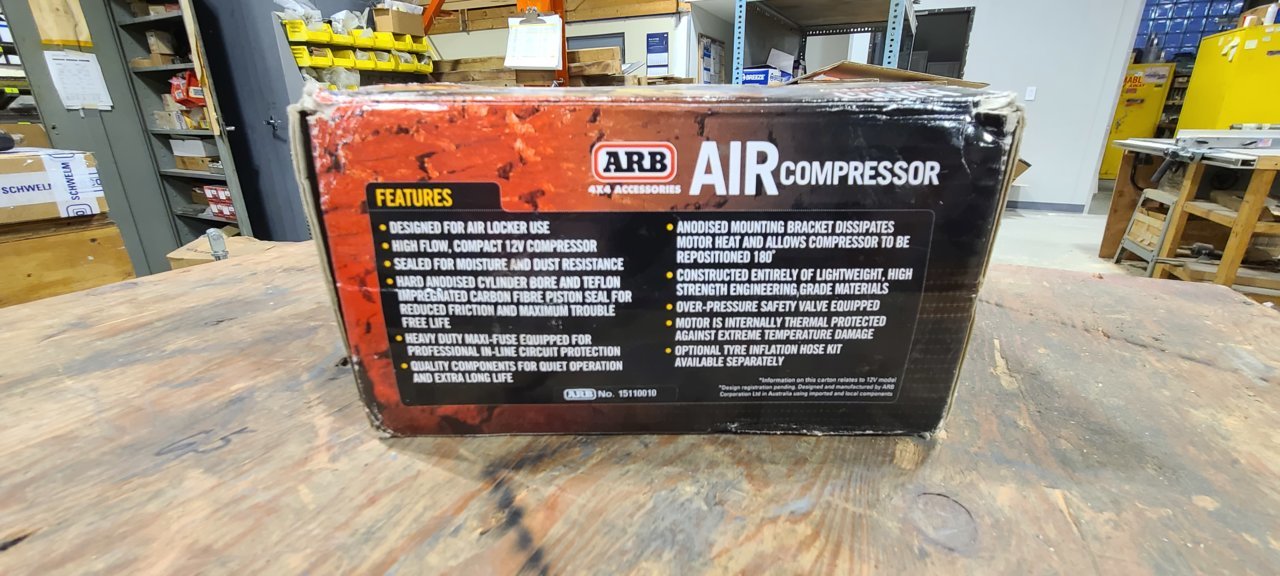 SCHWELM
SCHWELM
BREEZE
ARB
4X4 ACCESSORIES
AIR COMPRESSOR
FEATURES
• DESIGNED FOR AIR LOCKER USE
• HIGH FLOW, COMPACT 12V COMPRESSOR
• SEALED FOR MOISTURE AND DUST RESISTANCE
• HARD ANODISED CYLINDER BORE AND TEFLON
IMPREGNATED CARBON FIBRE PISTON SEAL FOR
REDUCED FRICTION AND MAXIMUM TROUBLE
FREE LIFE
• HEAVY DUTY MAXI-FUSE EQUIPPED FOR
PROFESSIONAL IN-LINE CIRCUIT PROTECTION
• QUALITY COMPONENTS FOR QUIET OPERATION
AND EXTRA LONG LIFE
• ANODISED MOUNTING BRACKET DISSIPATES
MOTOR HEAT AND ALLOWS COMPRESSOR TO BE
REPOSITIONED 180°
• CONSTRUCTED ENTIRELY OF LIGHTWEIGHT, HIGH
STRENGTH ENGINEERING GRADE MATERIALS
• OVER-PRESSURE SAFETY VALVE EQUIPPED
• MOTOR IS INTERNALLY THERMAL PROTECTED
AGAINST EXTREME TEMPERATURE DAMAGE
• OPTIONAL TYRE INFLATION HOSE KIT
AVAILABLE SEPARATELY
*Information on this carton relates to 12V model
*Design registration pending. Designed and manufactured by ARB
Corporation Ltd in Australia using imported and local components
ARB No. 15110010